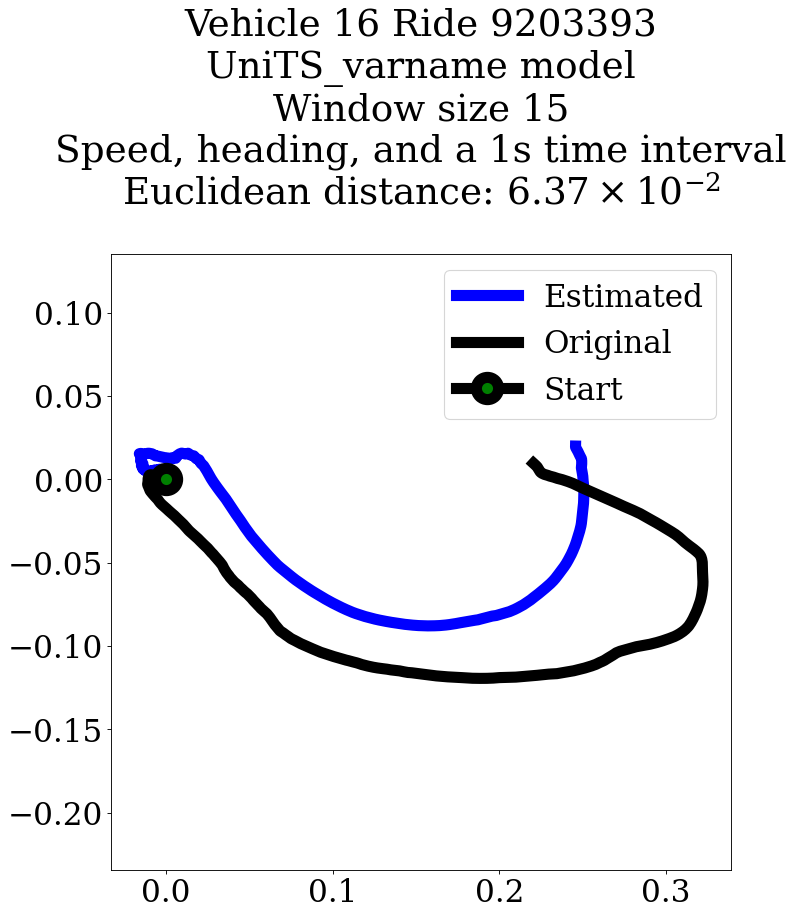 Vehicle 16 Ride 9203393
UniTS_varname model
Window size 15
Speed, heading, and a 1s time interval
Euclidean distance: 6.37 × 10⁻²
Estimated
Original
Start
0.10
0.05
0.00
−0.05
−0.10
−0.15
−0.20
0.0 0.1 0.2 0.3